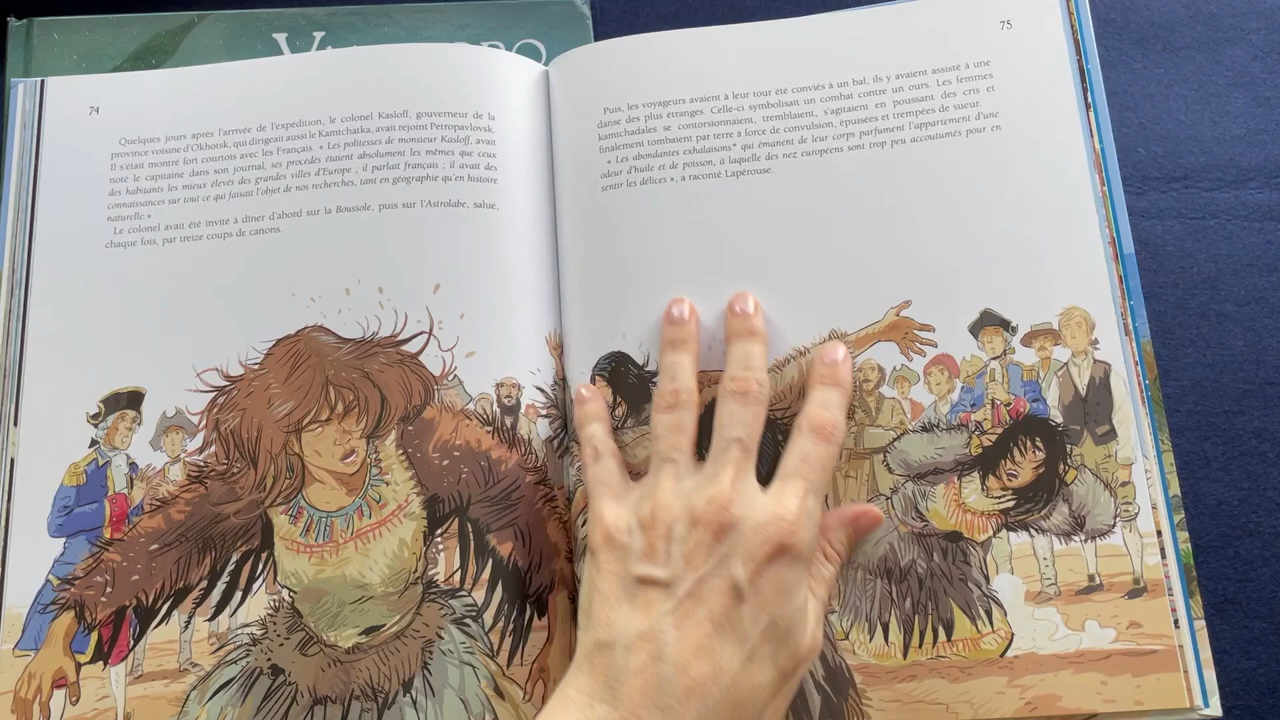 74
Quelques jours après l'arrivée de l'expédition, le colonel Kasloff, gouverneur de la
province voisine d'Okhotsk, qui dirigeait aussi le Kamtchatka, avait rejoint Petropavlovsk.
Il s'était montré fort courtois avec les Français. « Les politesses de monsieur Kasloff, avait
noté le capitaine dans son journal, ses procédés étaient absolument les mêmes que ceux
des habitants les mieux élevés des grandes villes d'Europe ; il parlait français ; il avait des
connaissances sur tout ce qui faisait l'objet de nos recherches, tant en géographie qu'en histoire
naturelle. »
Le colonel avait été invité à dîner d'abord sur la Boussole, puis sur l'Astrolabe, salué,
chaque fois, par treize coups de canons.
75
Puis, les voyageurs avaient à leur tour été conviés à un bal, ils y avaient assisté à une
danse des plus étranges. Celle-ci symbolisait un combat contre un ours. Les femmes
kamtchadales se contorsionnaient, tremblaient, s'agitaient en poussant des cris et
finalement tombaient par terre à force de convulsion, épuisées et trempées de sueur.
« Les abondantes exhalaisons* qui émanent de leur corps parfument l'appartement d'une
odeur d'huile et de poisson, à laquelle des nez européens sont trop peu accoutumés pour en
sentir les délices », a raconté Lapérouse.